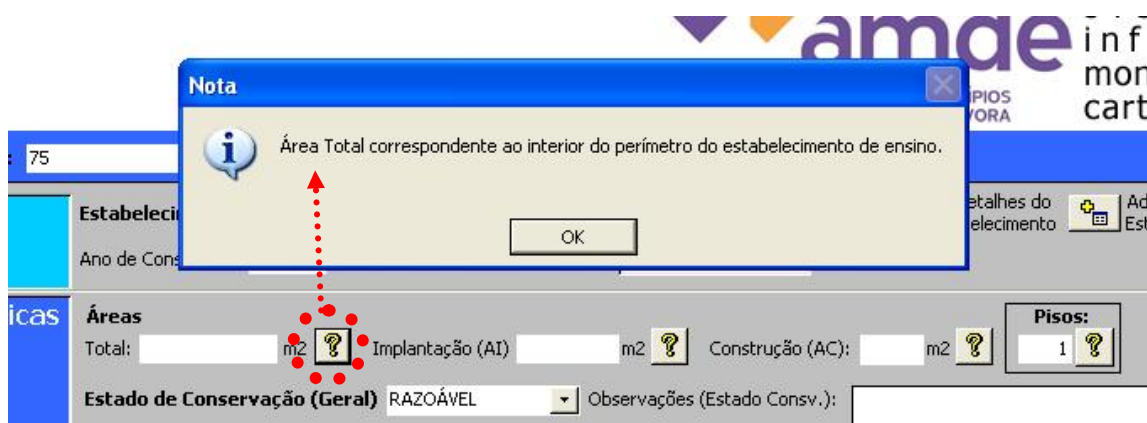 amde
inf
mon
cart
ÍPIOS
VORA
Nota
Área Total correspondente ao interior do perímetro do estabelecimento de ensino.
OK
: 75
Estabeleci
etalhes do
elecimento
Ad
Est
Ano de Cons
icas
Áreas
Total: m2 ? Implantação (AI) m2 ? Construção (AC): m2 ?
Pisos:
1 ?
Estado de Conservação (Geral) RAZOÁVEL Observações (Estado Consv.):